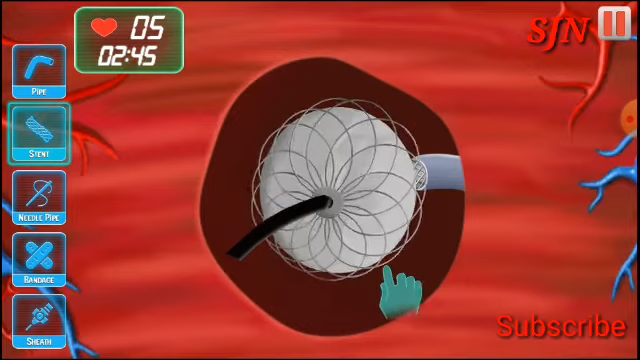 05
02:45
SJN
PIPE
STENT
NEEDLE PIPE
BANDAGE
SHEATH
Subscribe